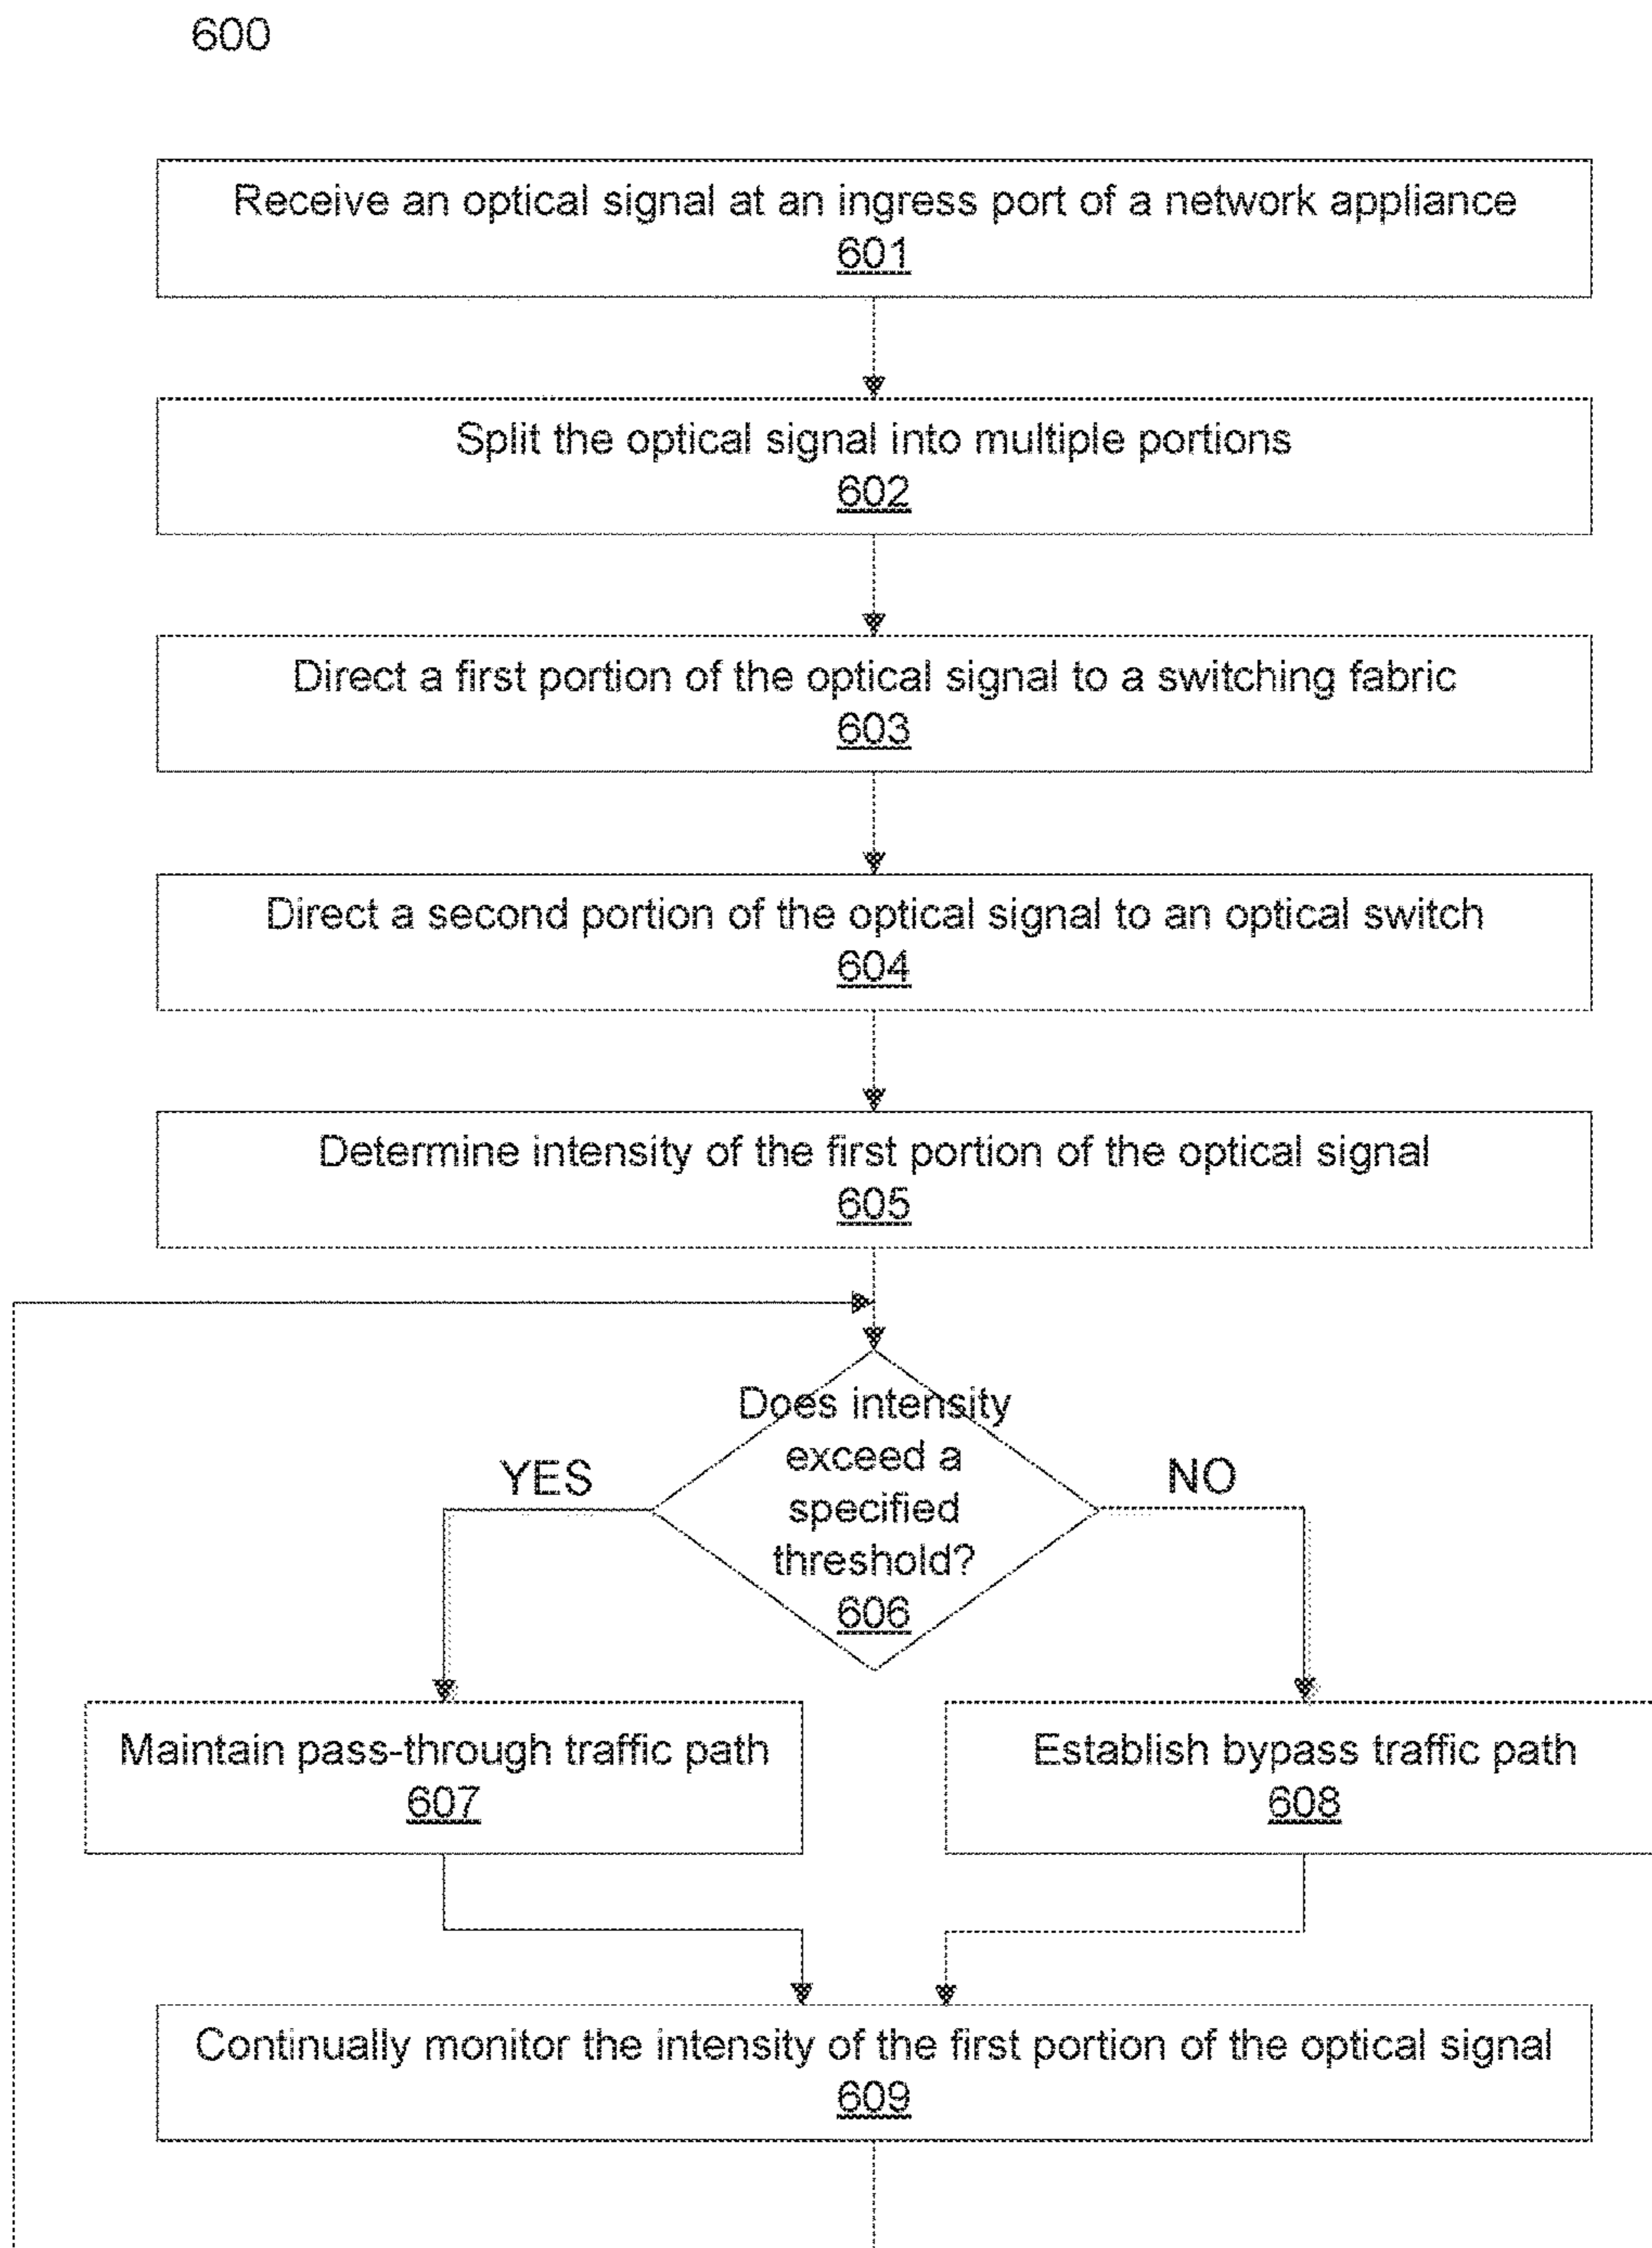 600
Receive an optical signal at an ingress port of a network appliance
601
Split the optical signal into multiple portions
602
Direct a first portion of the optical signal to a switching fabric
603
Direct a second portion of the optical signal to an optical switch
604
Determine intensity of the first portion of the optical signal
605
Does intensity
exceed a
specified
threshold?
606
YES
NO
Maintain pass-through traffic path
607
Establish bypass traffic path
608
Continually monitor the intensity of the first portion of the optical signal
609